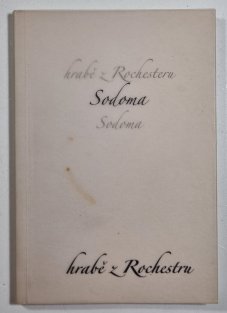 hrabě z Rochesteru
Sodoma
Sodoma
hrabě z Rochestru